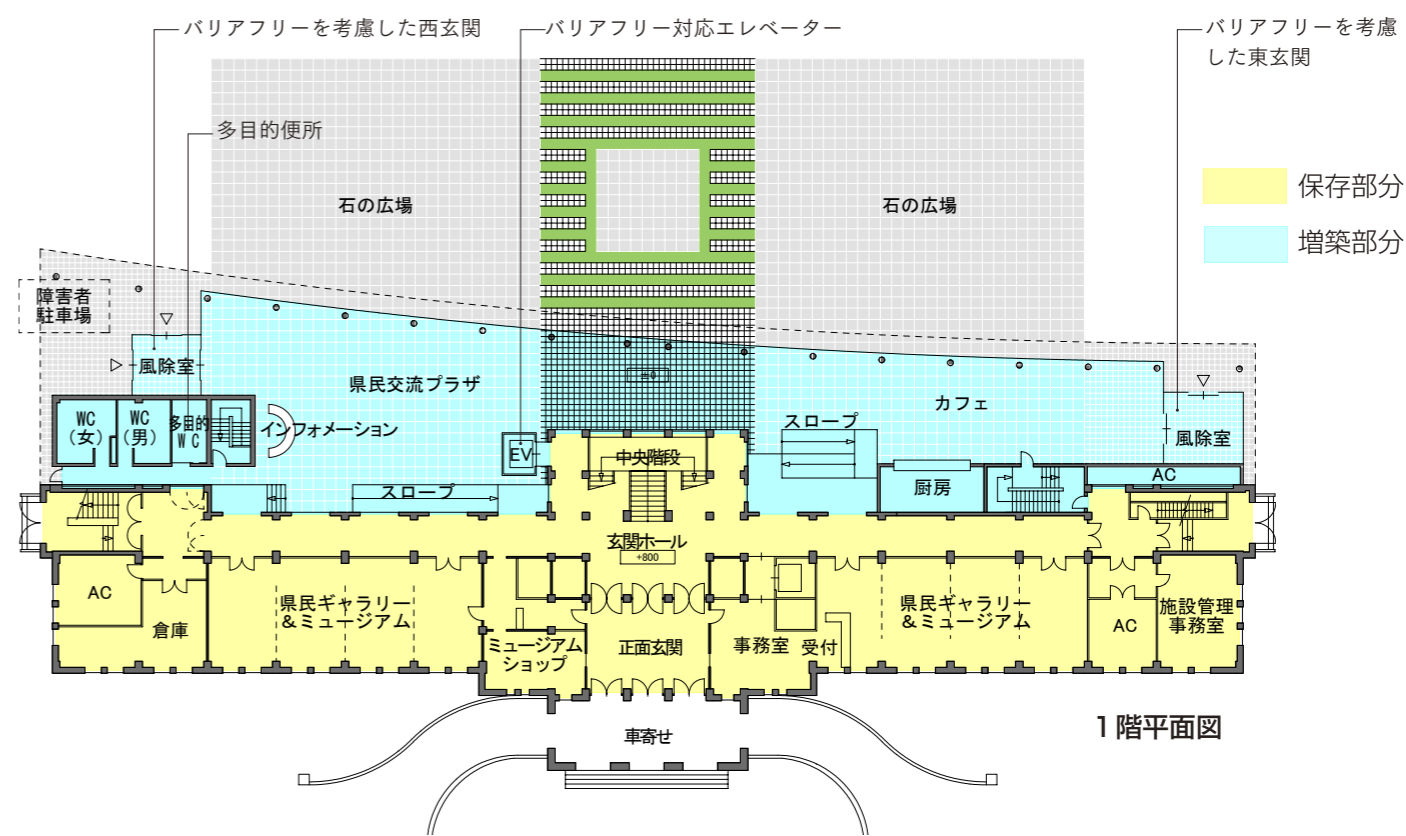 バリアフリーを考慮した西玄関
バリアフリー対応エレベーター
バリアフリーを考慮
した東玄関
多目的便所
保存部分
増築部分
石の広場
石の広場
障害者
駐車場
風除室
県民交流プラザ
±0
カフェ
スロープ
WC
(女)
WC
(男)
多目的
WC
インフォメーション
EV
中央階段
風除室
スロープ
厨房
AC
玄関ホール
+800
AC
倉庫
県民ギャラリー
&ミュージアム
ミュージアム
ショップ
正面玄関
事務室
受付
県民ギャラリー
&ミュージアム
AC
施設管理
事務室
車寄せ
1階平面図